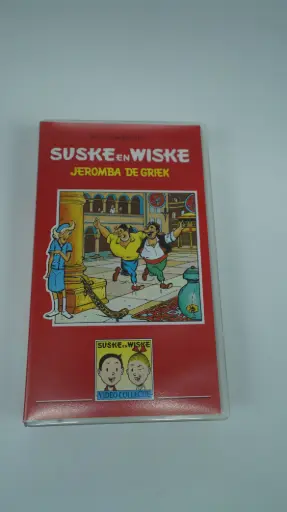 SUSKE EN WISKE
JEROMBA DE GRIEK
SUSKE EN WISKE
VIDEO COLLECTIE